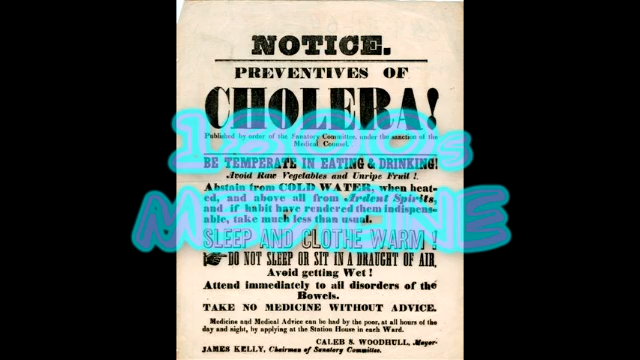 NOTICE.
PREVENTIVES OF
CHOLERA!
Published by order of the Sanatory Committee, under the sanction of the
Medical Counsel.
1800s
BE TEMPERATE IN EATING & DRINKING!
Avoid Raw Vegetables and Unripe Fruit !
Abstain from COLD WATER, when heat-
ed, and above all from Ardent Spirits,
and if habit have rendered them indispens-
able, take much less than usual.
MEDICINE
SLEEP AND CLOTHE WARM !
DO NOT SLEEP OR SIT IN A DRAUGHT OF AIR,
Avoid getting Wet !
Attend immediately to all disorders of the
Bowels.
TAKE NO MEDICINE WITHOUT ADVICE.
Medicine and Medical Advice can be had by the poor, at all hours of the
day and night, by applying at the Station House in each Ward.
CALEB S. WOODHULL, Mayor
JAMES KELLY, Chairman of Sanatory Committee.